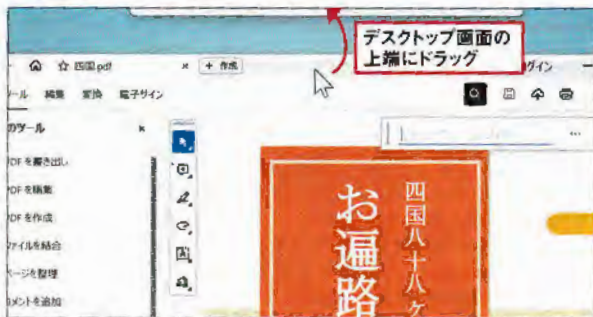 デスクトップ画面の
上端にドラッグ
四国.pdf
×
+ 作成
グイン
ール 編集 変換 電子サイン
のツール
×
PDF を書き出し
PDF を編集
PDF を作成
ファイルを結合
ページを整理
コメントを追加
四国八十八ヶ
お遍路